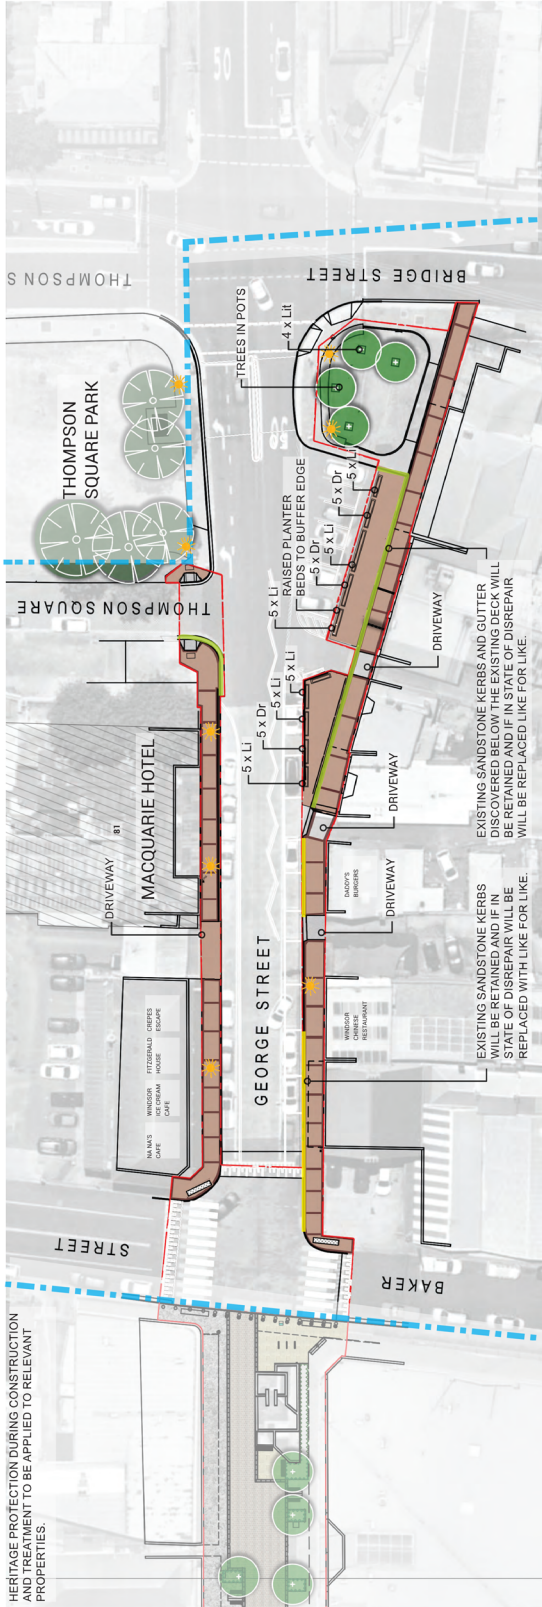 50
THOMPSON S
BRIDGE STREET
TREES IN POTS
4 x Lit
THOMPSON
SQUARE PARK
RAISED PLANTER
BEDS TO BUFFER EDGE
5 x Li
5 x Dr
5 x Li
5 x Dr
5 x Li
THOMPSON SQUARE
5 x Li
5 x Dr
5 x Li
5 x Li
DRIVEWAY
EXISTING SANDSTONE KERBS AND GUTTER
DISCOVERED BELOW THE EXISTING DECK WILL
BE RETAINED AND IF IN STATE OF DISREPAIR
WILL BE REPLACED LIKE FOR LIKE.
MACQUARIE HOTEL
81
DRIVEWAY
DRIVEWAY
DADDY'S
BURGERS
DRIVEWAY
GEORGE STREET
EXISTING SANDSTONE KERBS
WILL BE RETAINED AND IF IN
STATE OF DISREPAIR WILL BE
REPLACED WITH LIKE FOR LIKE.
WINDSOR
CHINESE
RESTAURANT
NA NA'S
CAFE
WINDSOR
ICE CREAM
CAFE
FITZGERALD
HOUSE
CREPES
ESCAPE
STREET
BAKER
HERITAGE PROTECTION DURING CONSTRUCTION
AND TREATMENT TO BE APPLIED TO RELEVANT
PROPERTIES.